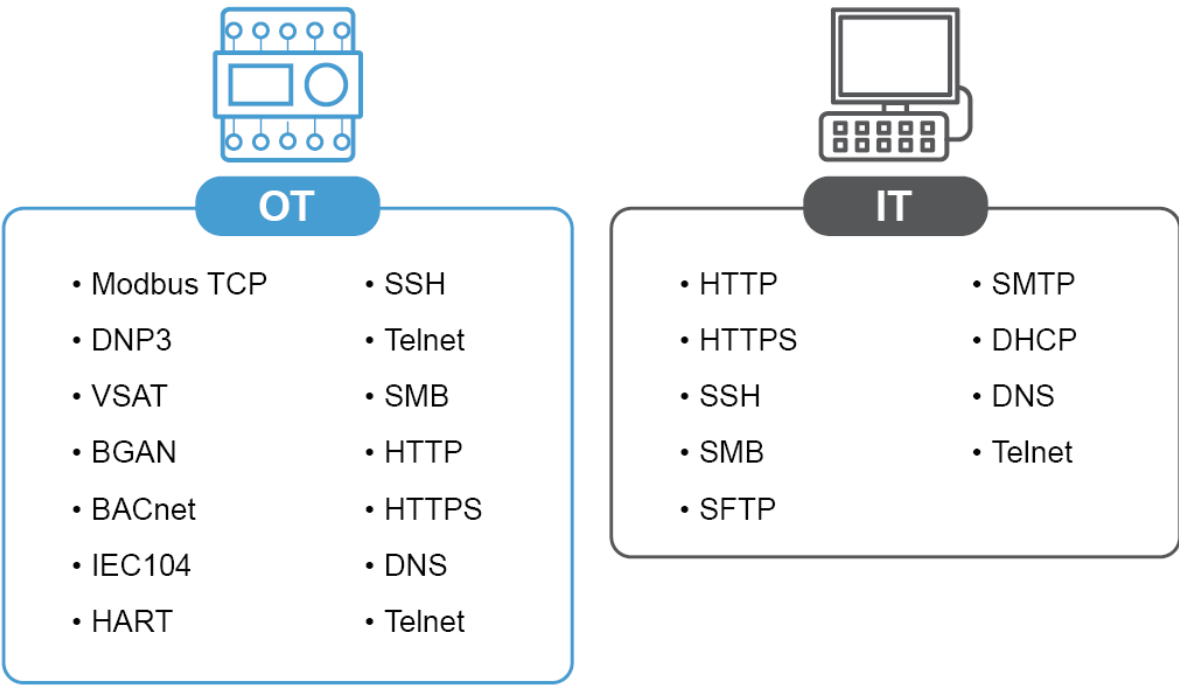 OT
• Modbus TCP
• DNP3
• VSAT
• BGAN
• BACnet
• IEC104
• HART
• SSH
• Telnet
• SMB
• HTTP
• HTTPS
• DNS
• Telnet
IT
• HTTP
• HTTPS
• SSH
• SMB
• SFTP
• SMTP
• DHCP
• DNS
• Telnet